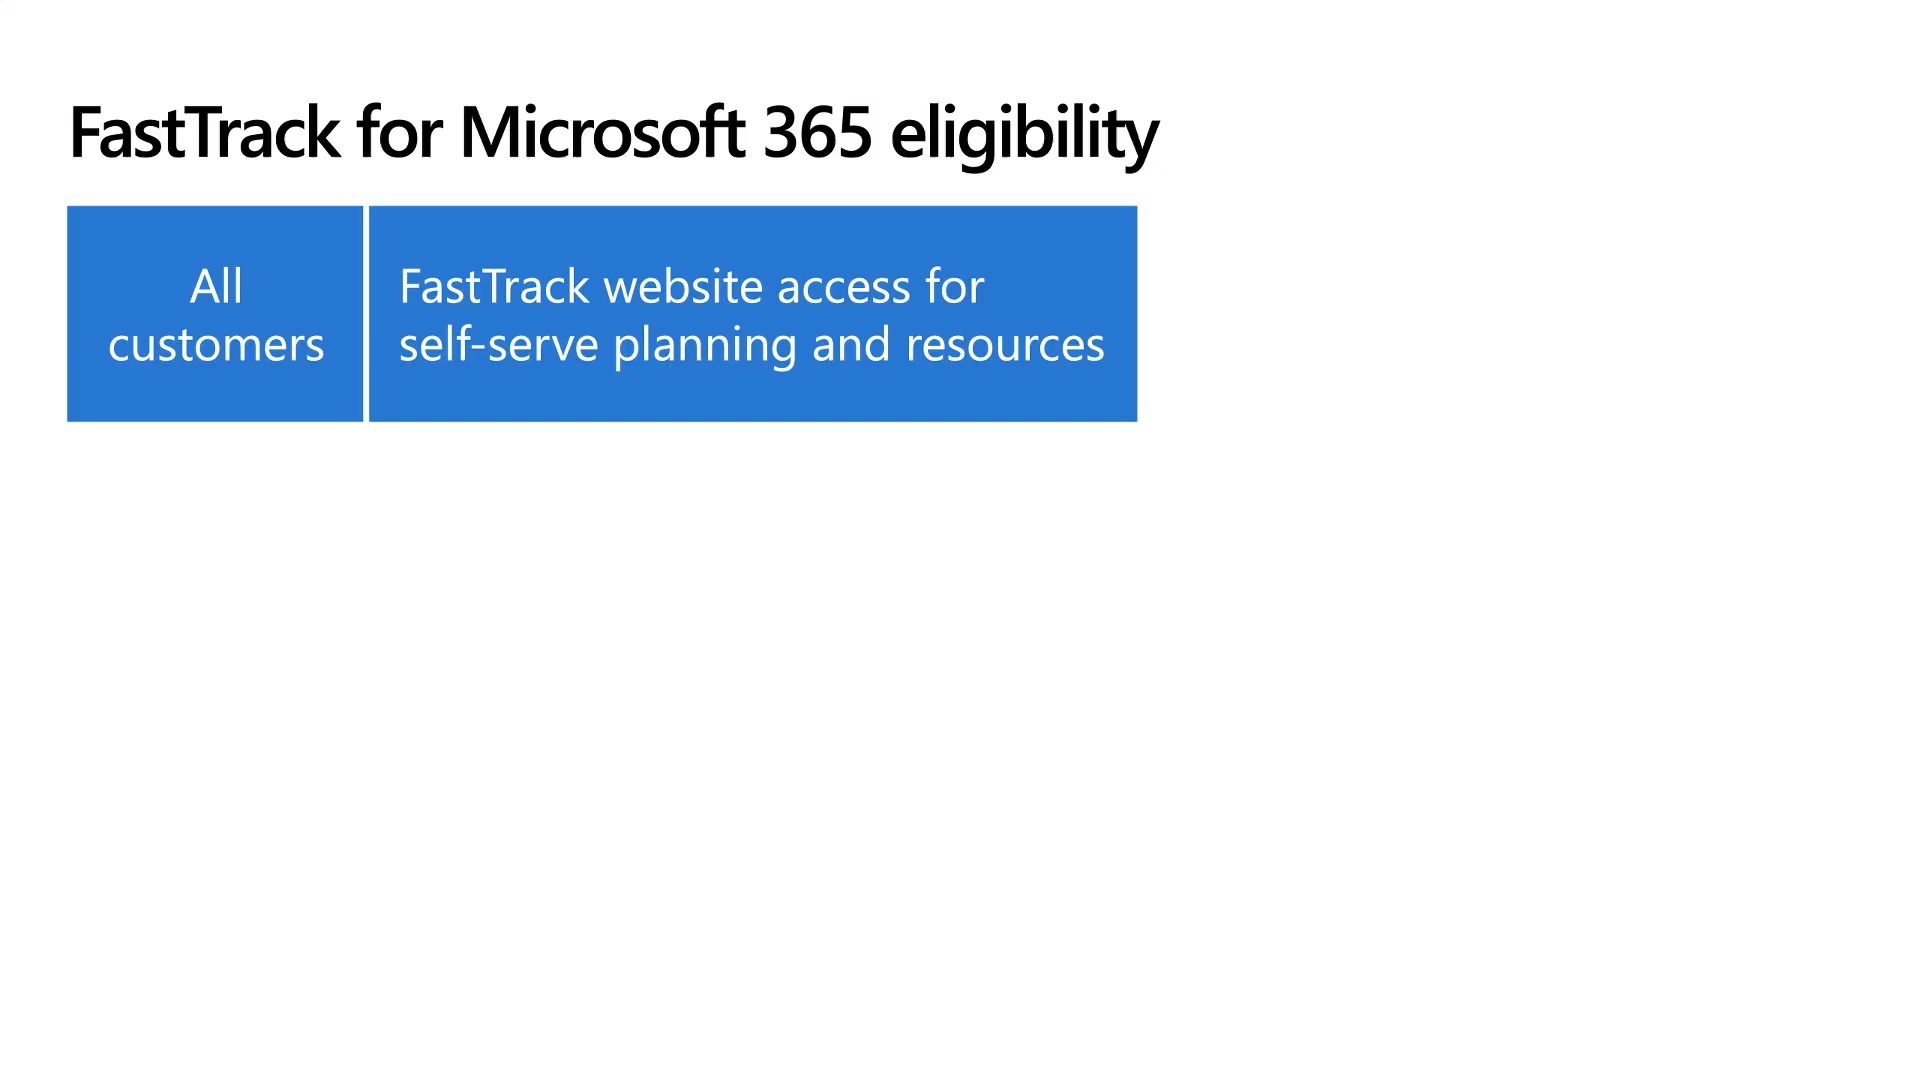 FastTrack for Microsoft 365 eligibility
All
customers
FastTrack website access for
self-serve planning and resources